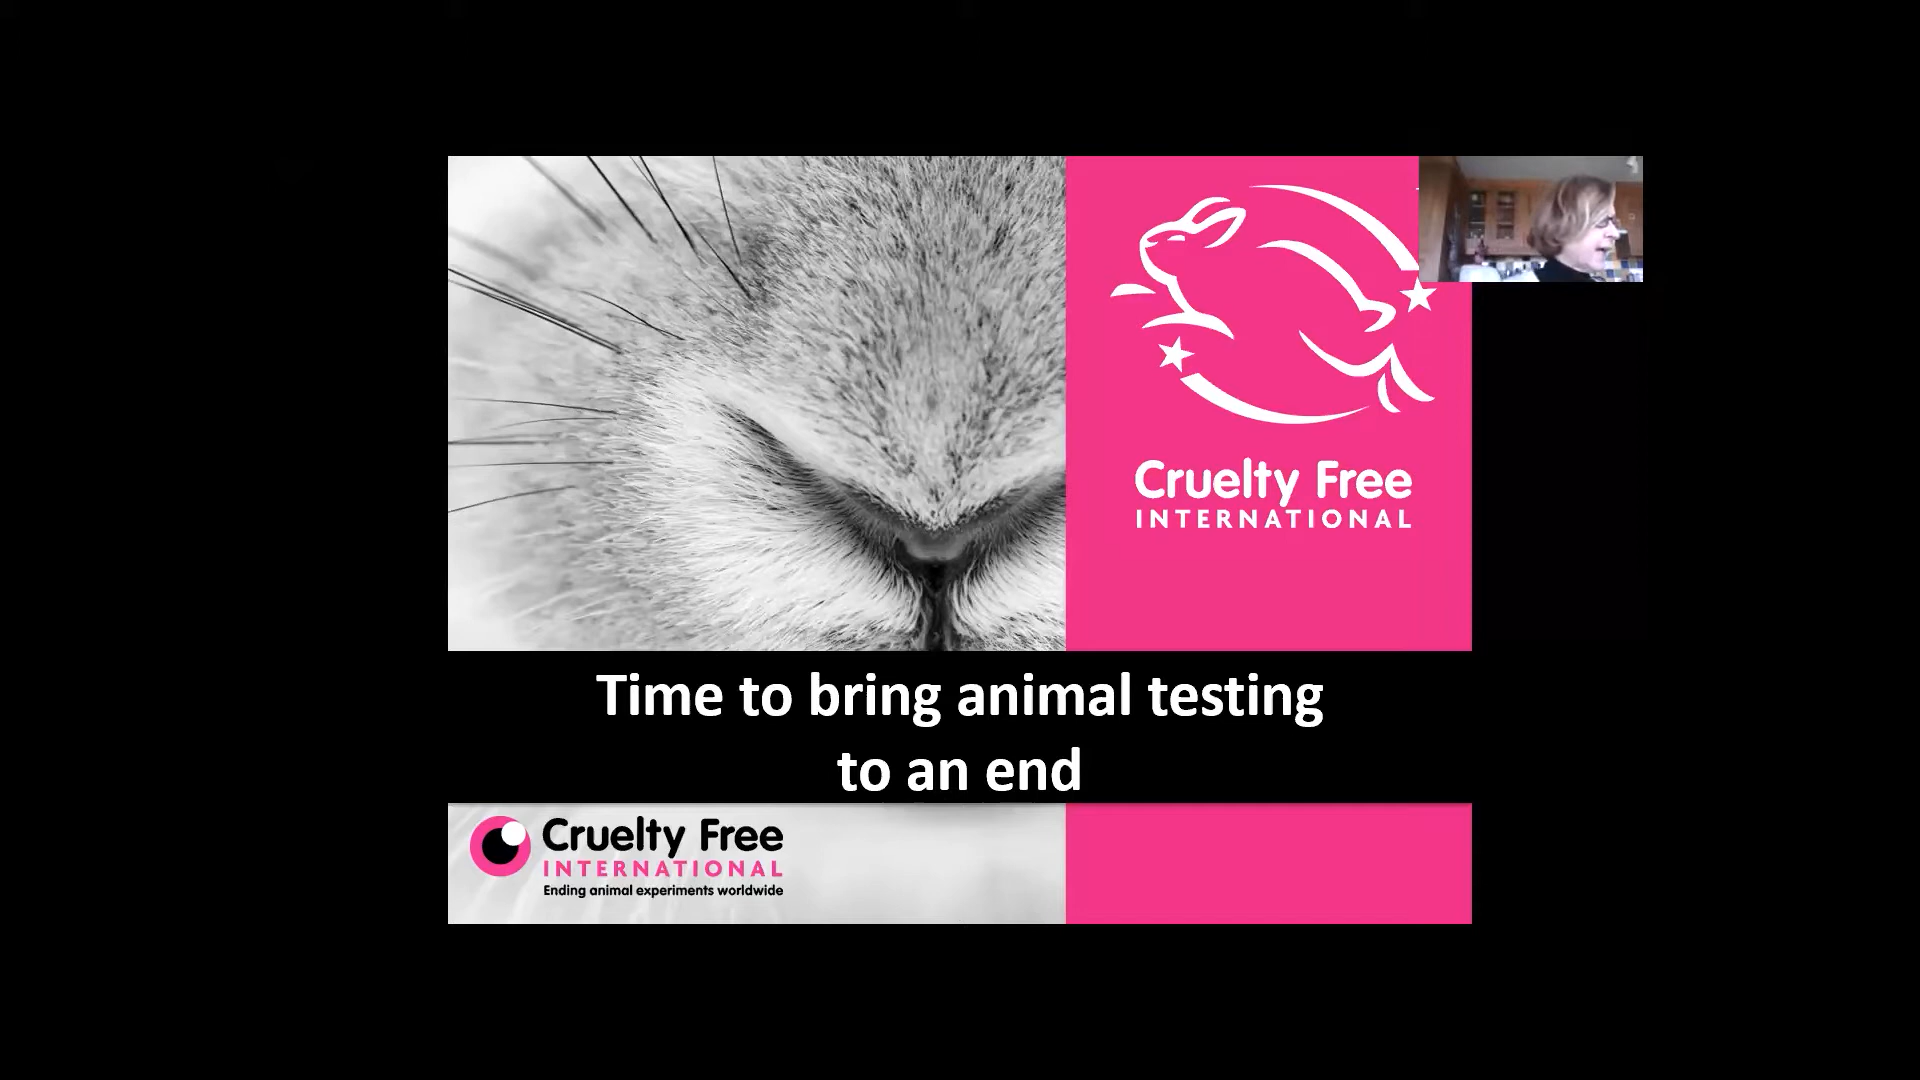 Cruelty Free
INTERNATIONAL
Time to bring animal testing
to an end
Cruelty Free
INTERNATIONAL
Ending animal experiments worldwide